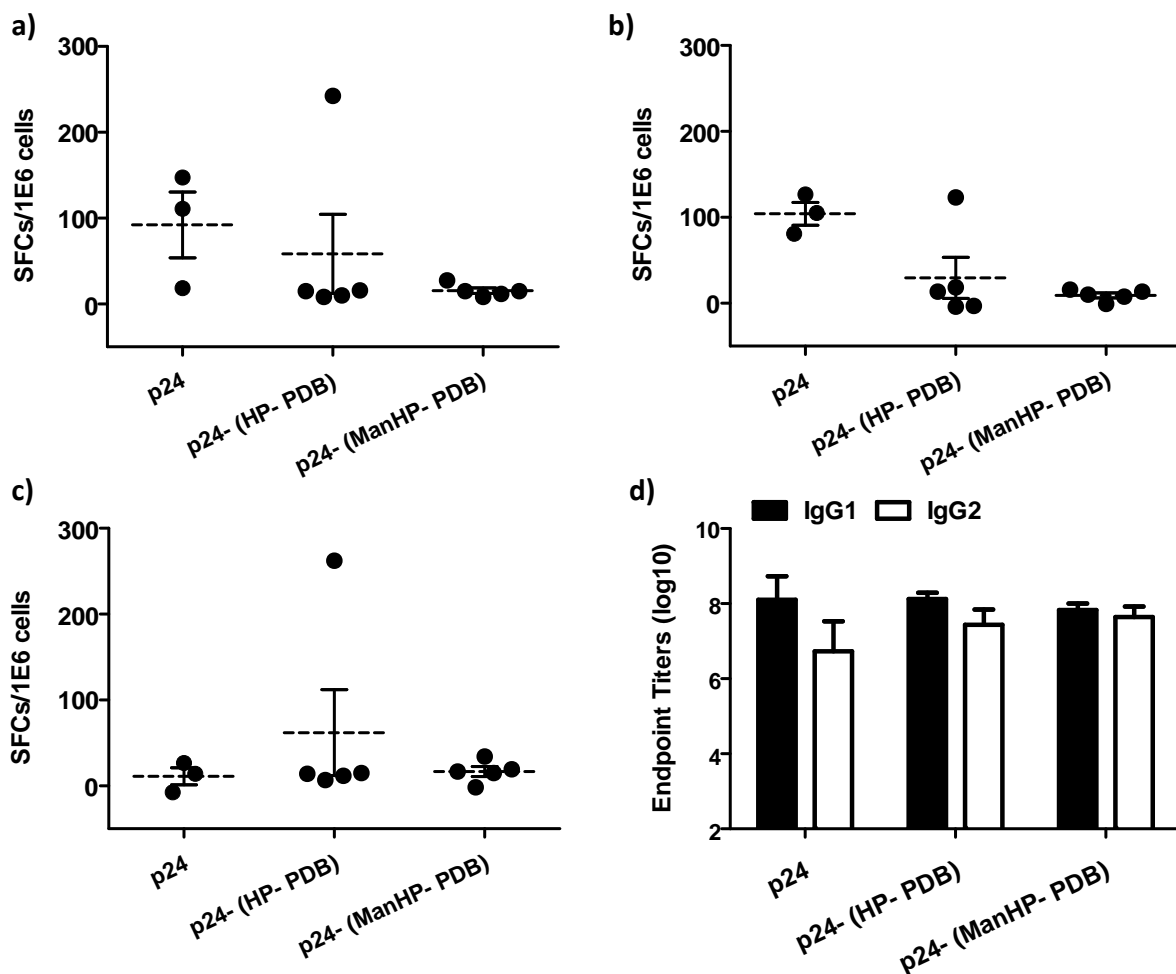 a)
300
200
100
0
SFCs/1E6 cells
p24
p24- (HP- PDB)
p24- (ManHP- PDB)
b)
300
200
100
0
SFCs/1E6 cells
p24
p24- (HP- PDB)
p24- (ManHP- PDB)
c)
300
200
100
0
SFCs/1E6 cells
p24
p24- (HP- PDB)
p24- (ManHP- PDB)
d)
IgG1 IgG2
10
8
6
4
2
Endpoint Titers (log10)
p24
p24- (HP- PDB)
p24- (ManHP- PDB)